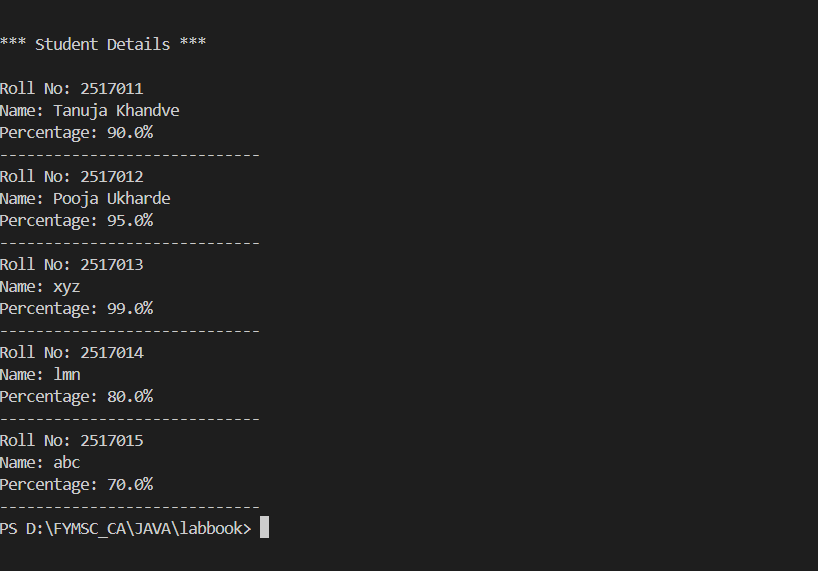 *** Student Details ***
Roll No: 2517011
Name: Tanuja Khandve
Percentage: 90.0%
-----------------------------
Roll No: 2517012
Name: Pooja Ukharde
Percentage: 95.0%
-----------------------------
Roll No: 2517013
Name: xyz
Percentage: 99.0%
-----------------------------
Roll No: 2517014
Name: lmn
Percentage: 80.0%
-----------------------------
Roll No: 2517015
Name: abc
Percentage: 70.0%
-----------------------------
PS D:\FYMSC_CA\JAVA\labbook>